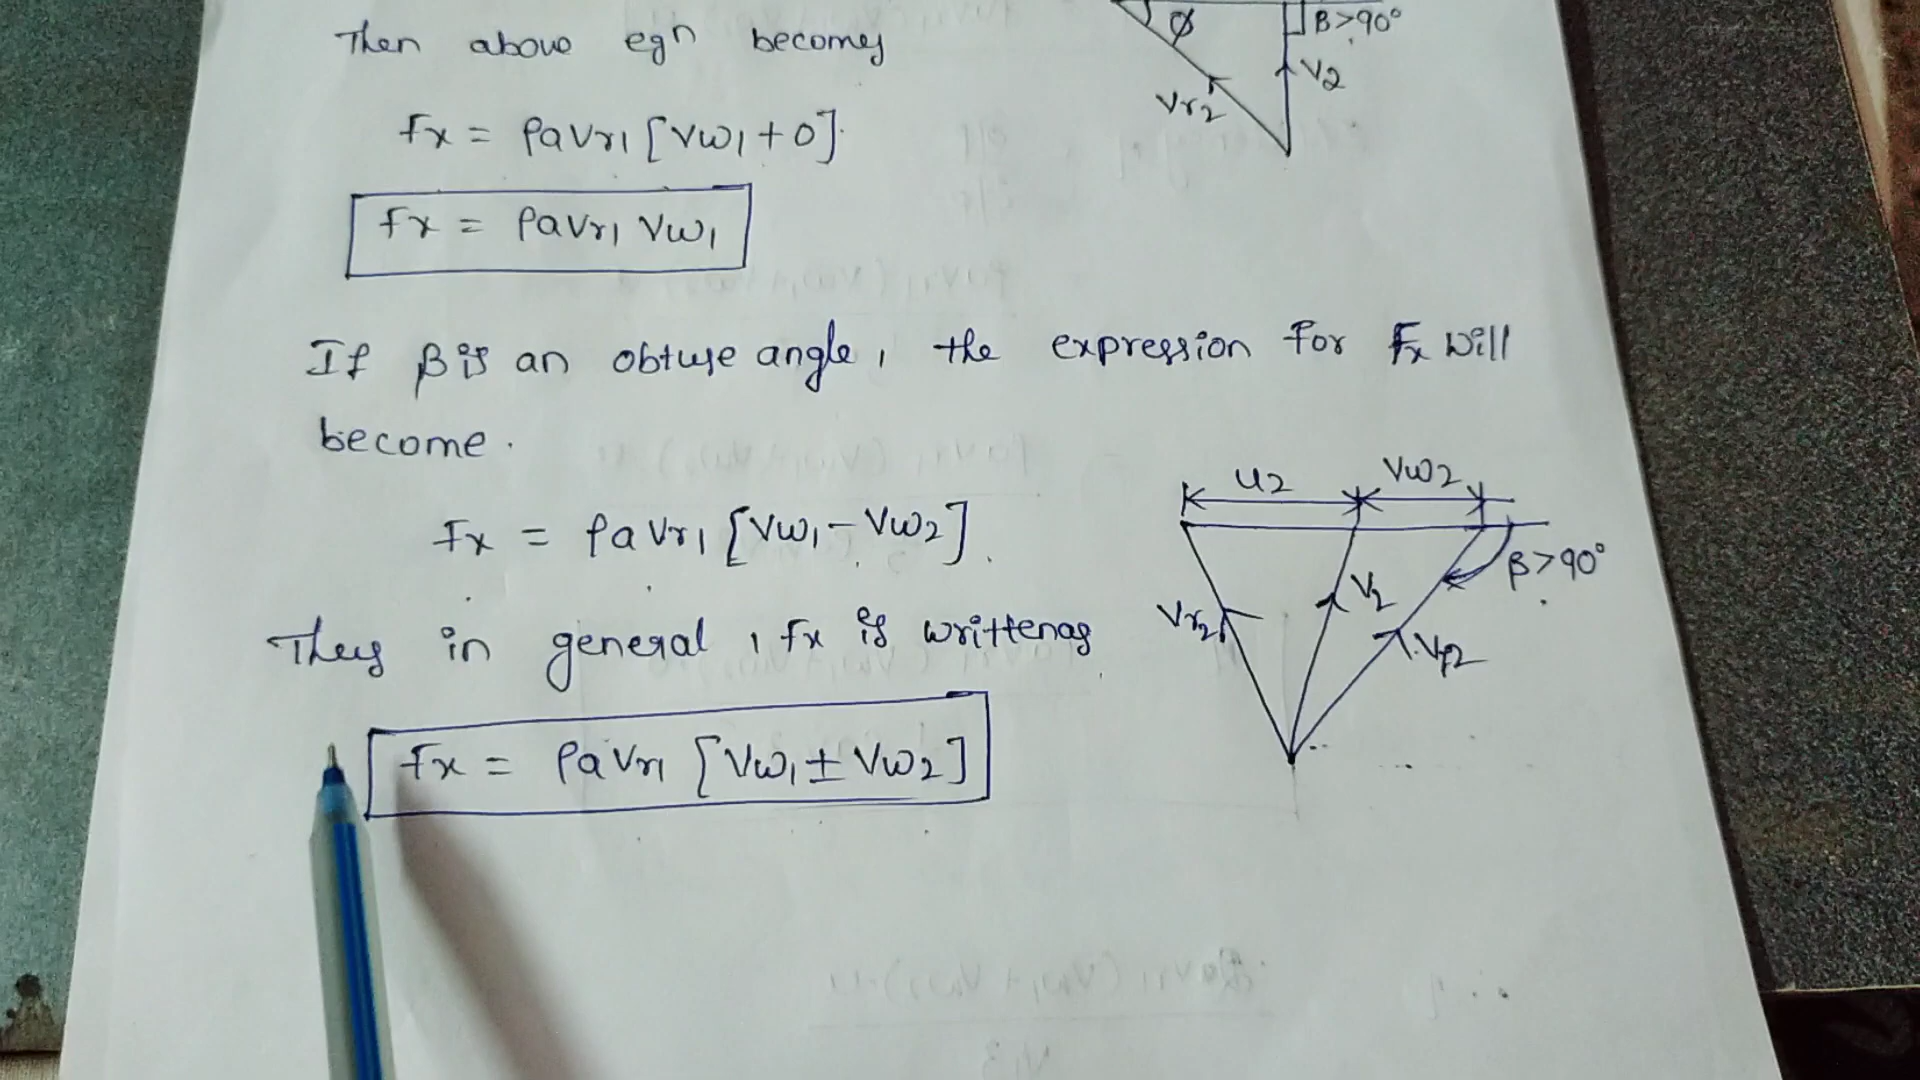 Then above eqn becomes
ϕ
β>90°
V2
Vr2
Fx = ρaVr1 [Vw1 + 0]
Fx = ρaVr1 Vw1
If β is an obtuse angle, the expression for Fx will
become.
Fx = ρaVr1 [Vw1 - Vw2]
u2
Vw2
β>90°
Vr2
V2
Vf2
Thus in general, Fx is written as
Fx = ρaVr1 [Vw1 ± Vw2]